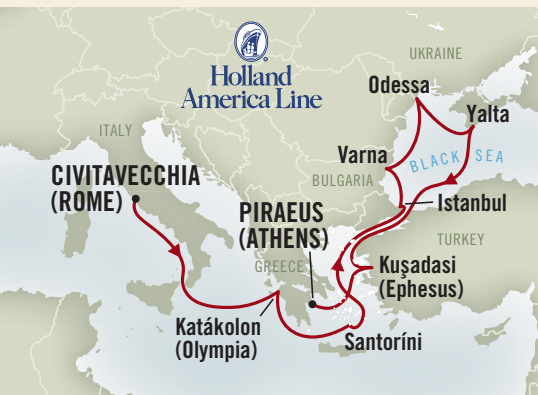 Holland
America Line
UKRAINE
Odessa
Yalta
ITALY
BLACK SEA
Varna
CIVITAVECCHIA
(ROME)
BULGARIA
Istanbul
PIRAEUS
(ATHENS)
TURKEY
GREECE
Kuşadasi
(Ephesus)
Katákolon
(Olympia)
Santoríni